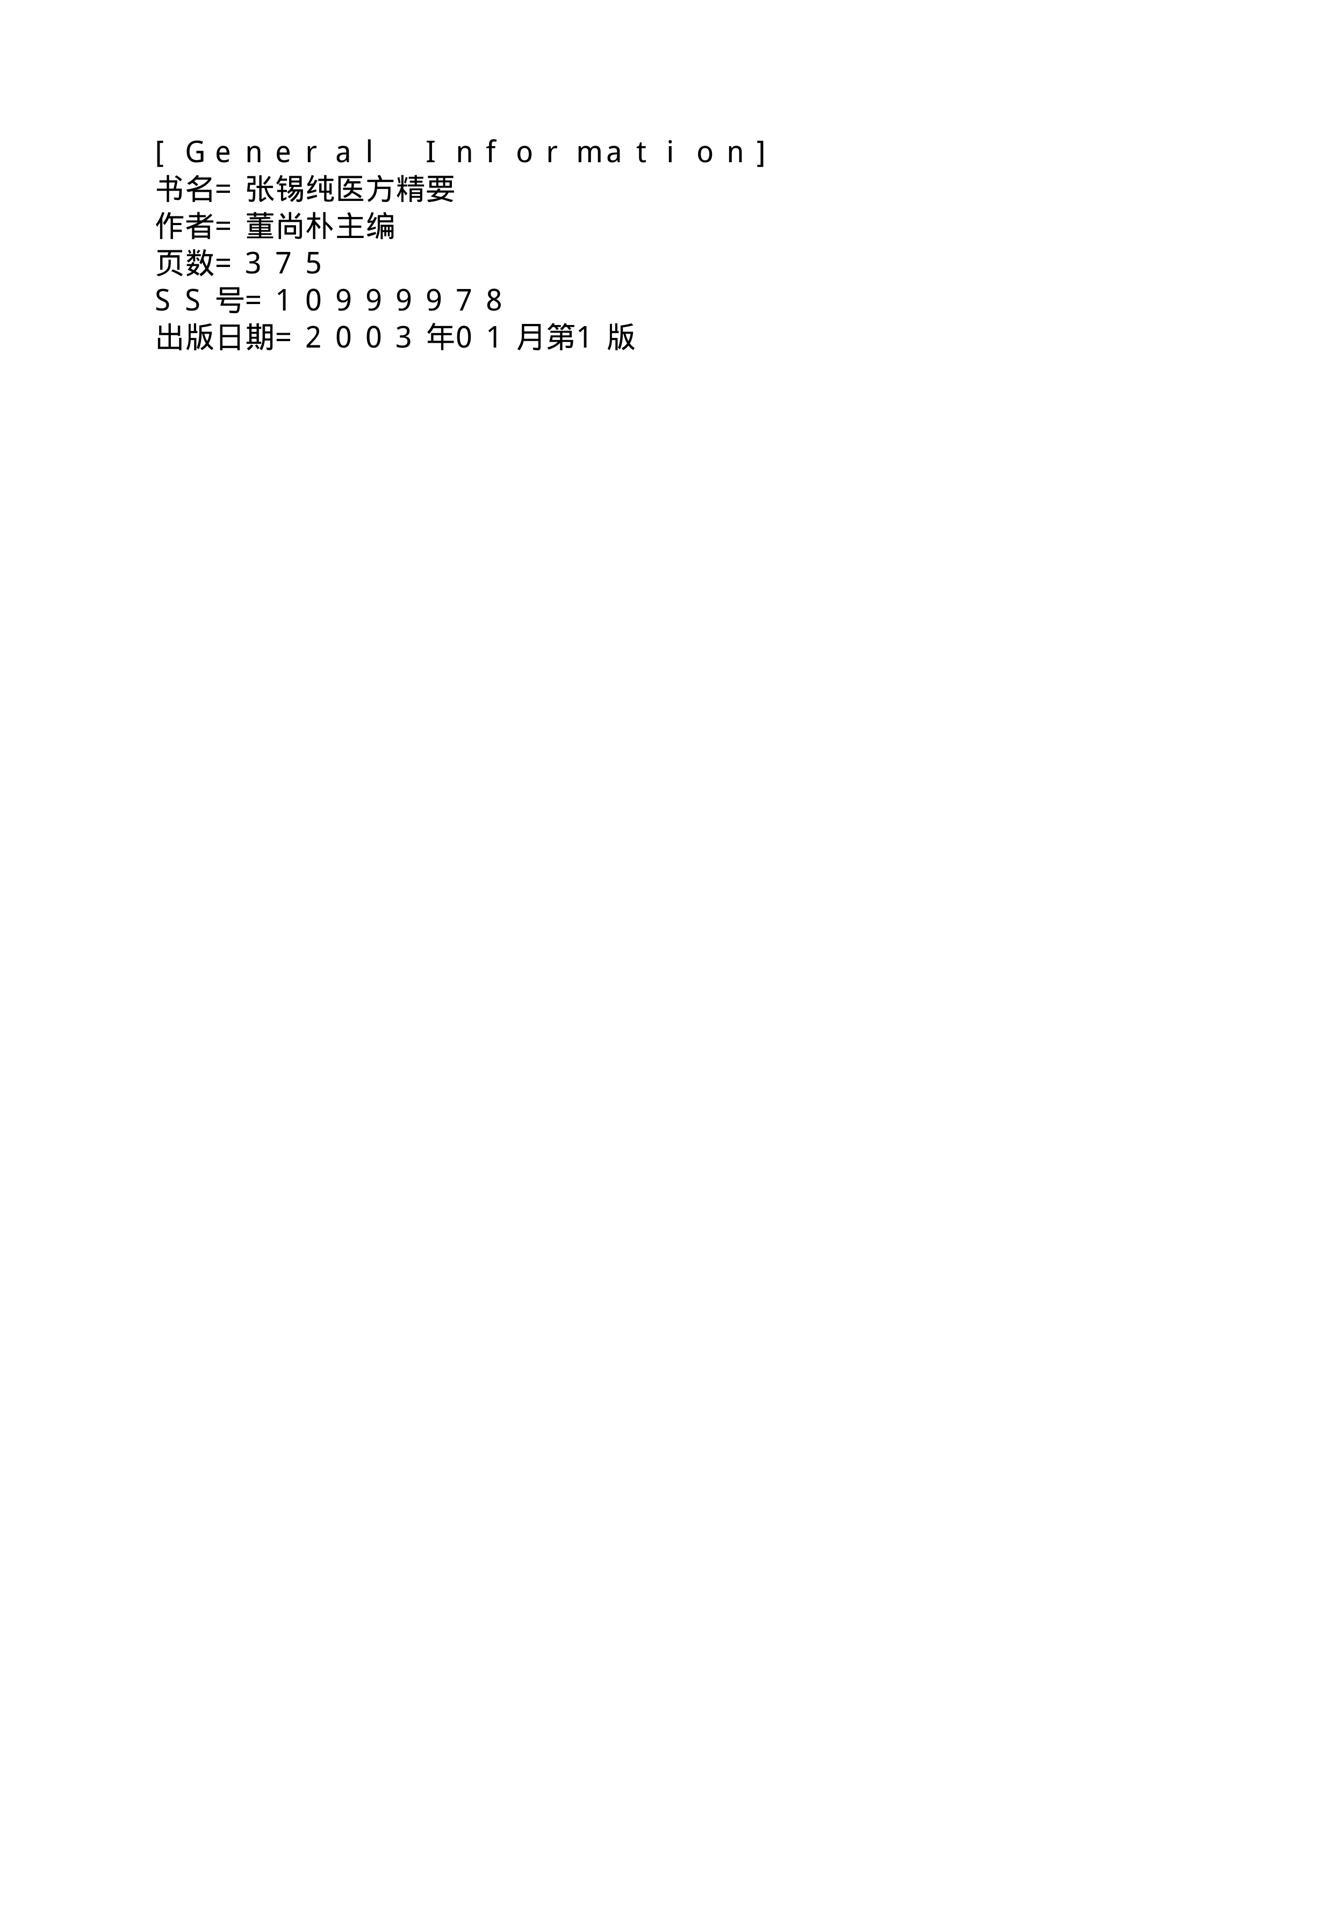 [General Information]
书名=张锡纯医方精要
作者=董尚朴主编
页数=375
SS号=10999978
出版日期=2003年01月第1版